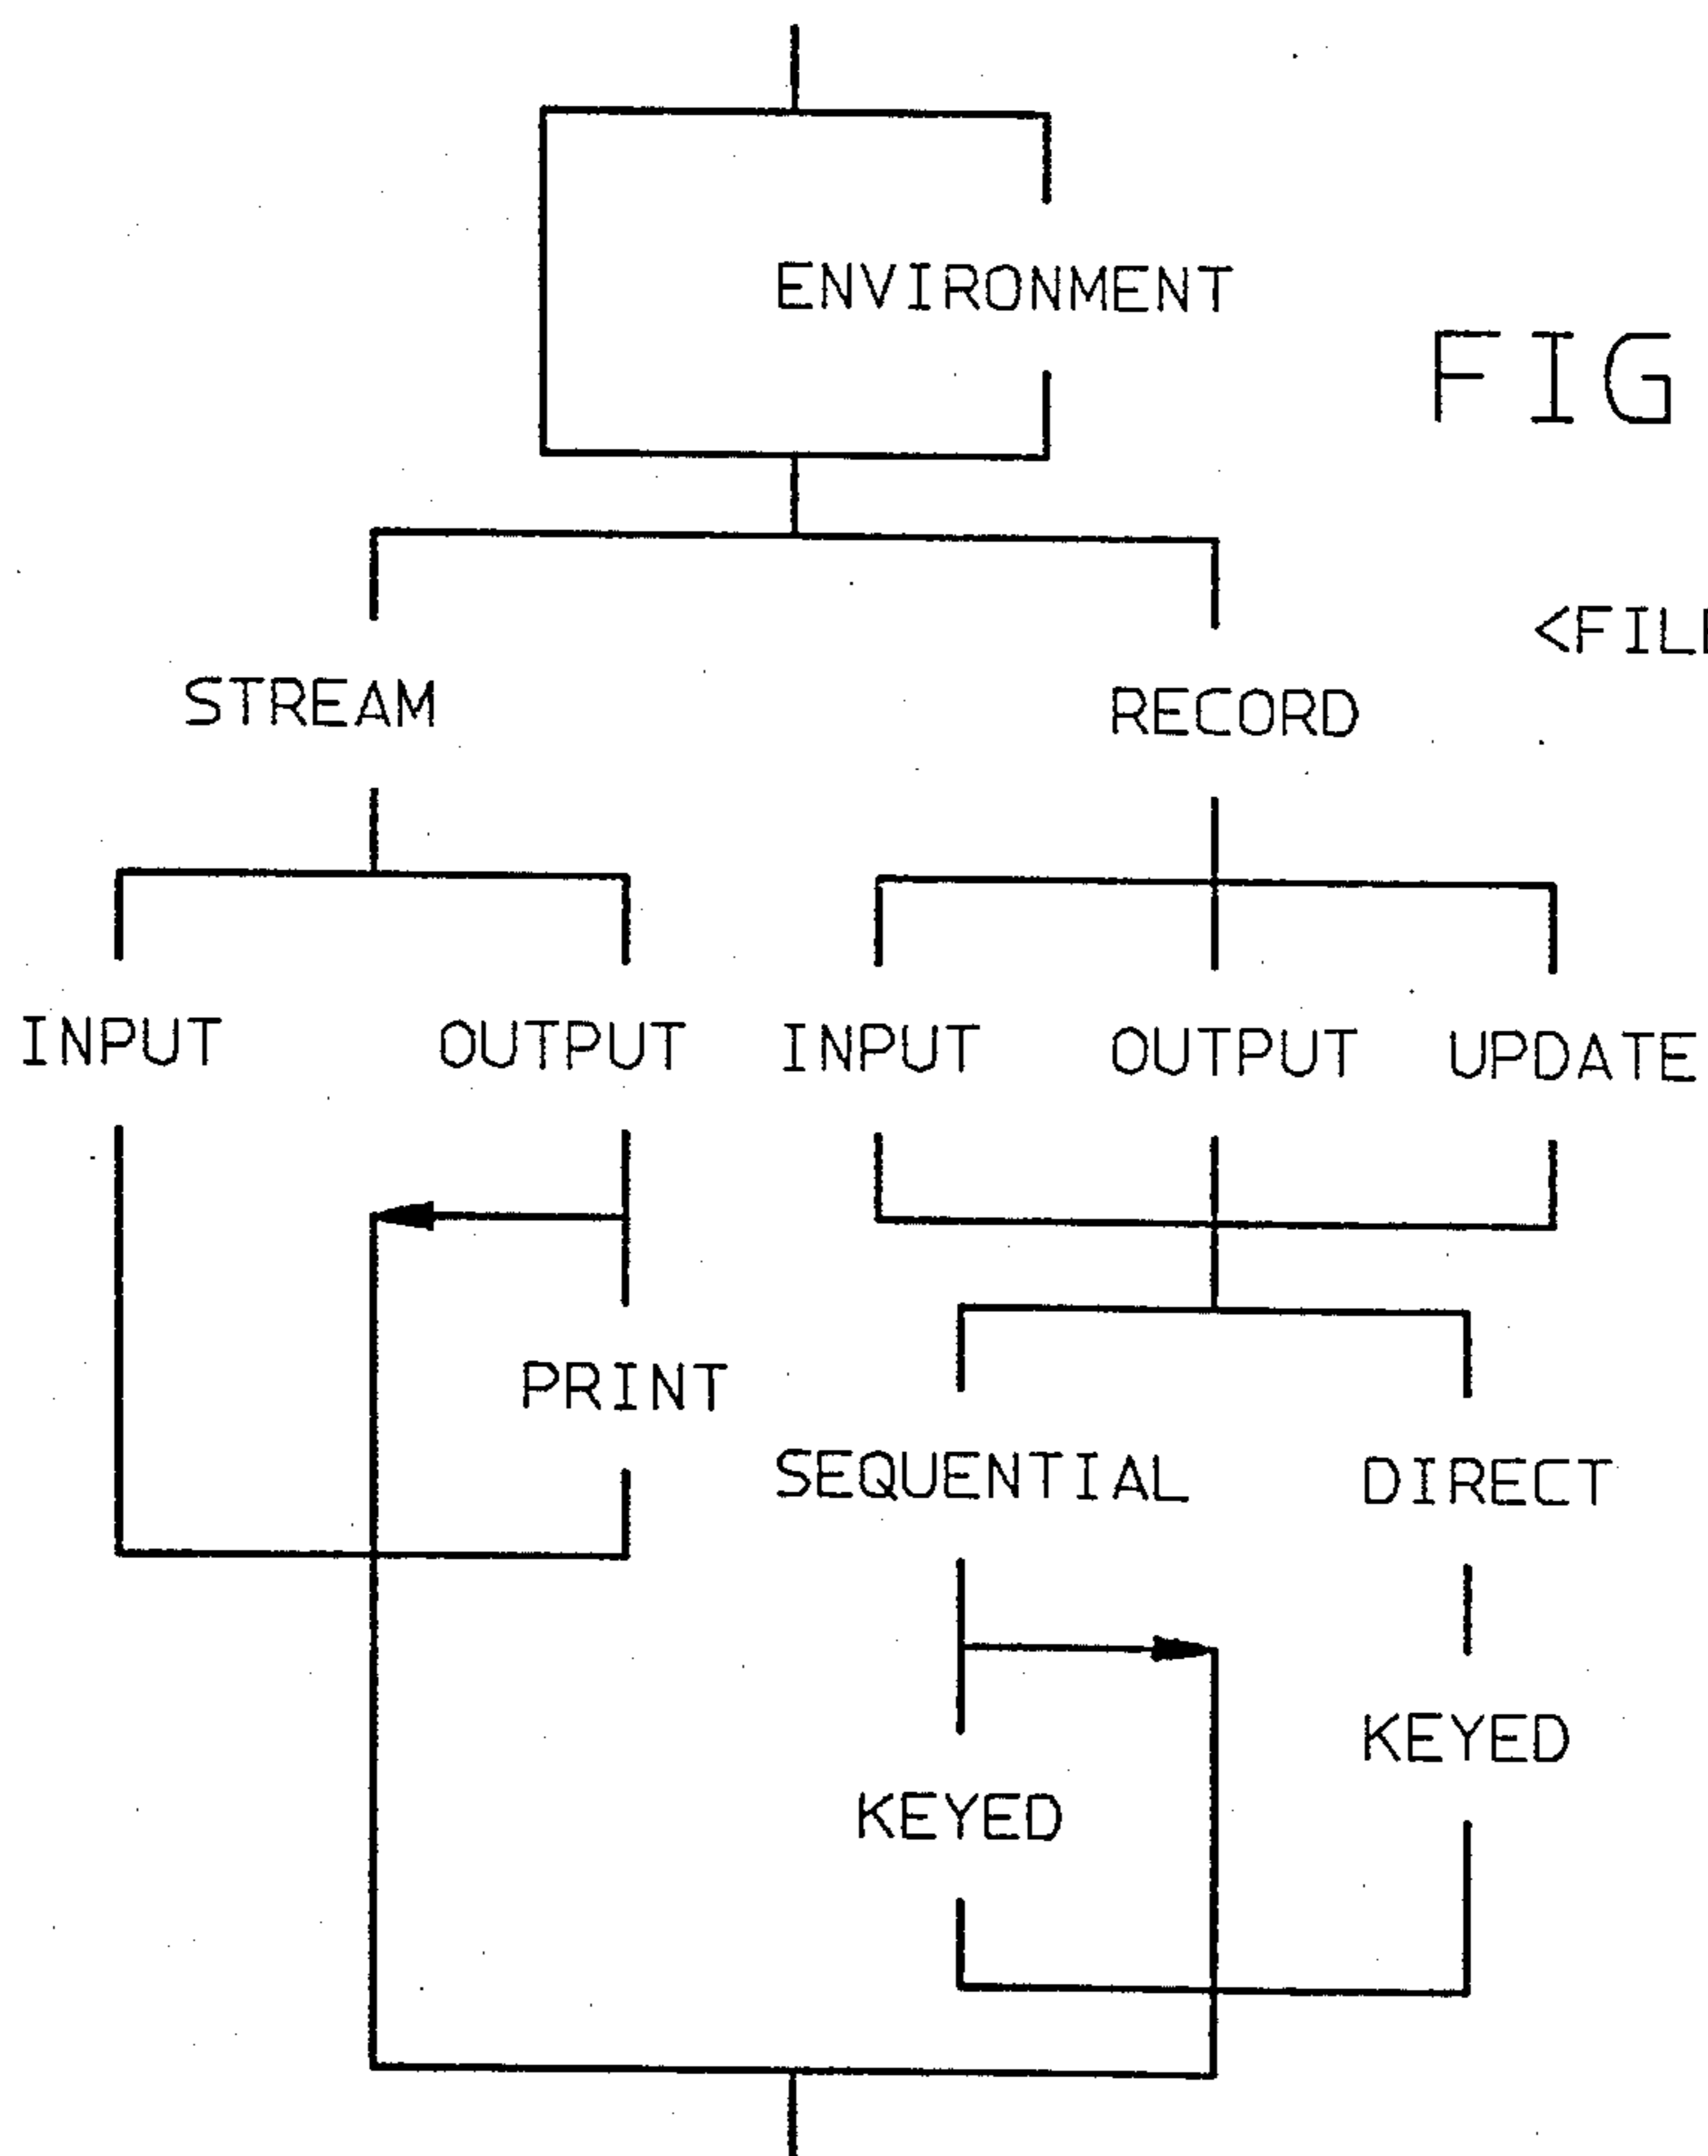 ENVIRONMENT
FIG
STREAM
RECORD
INPUT
OUTPUT
INPUT
OUTPUT
UPDATE
PRINT
SEQUENTIAL
DIRECT
KEYED
KEYED